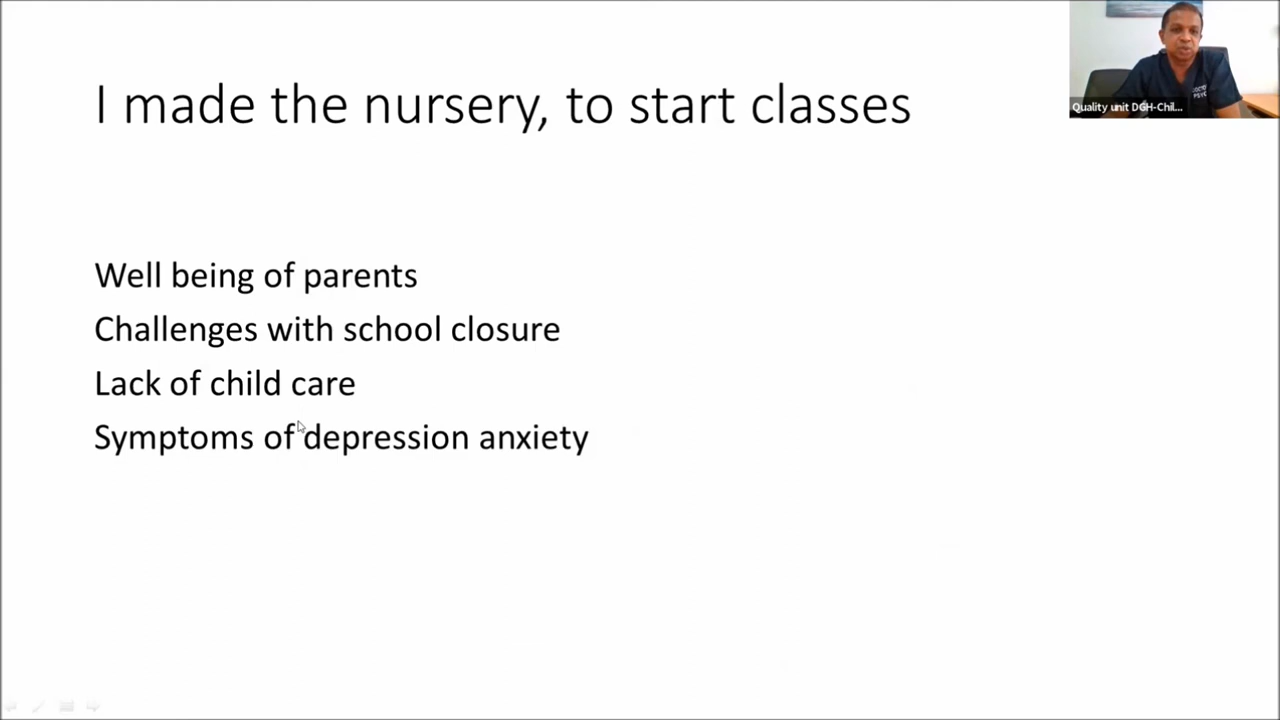 I made the nursery, to start classes
Quality unit DGH-Chil...
Well being of parents
Challenges with school closure
Lack of child care
Symptoms of depression anxiety